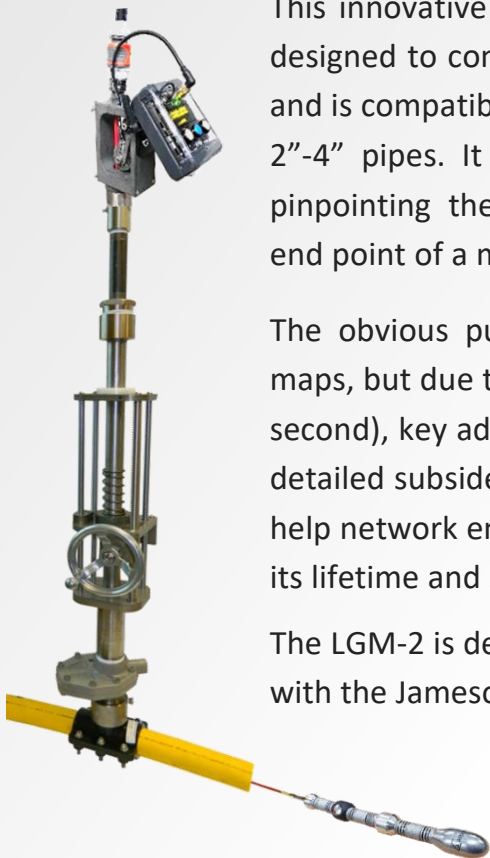 This innovative
designed to con
and is compatib
2”-4” pipes. It
pinpointing the
end point of a m
The obvious pu
maps, but due t
second), key ad
detailed subside
help network en
its lifetime and
The LGM-2 is de
with the Jameso